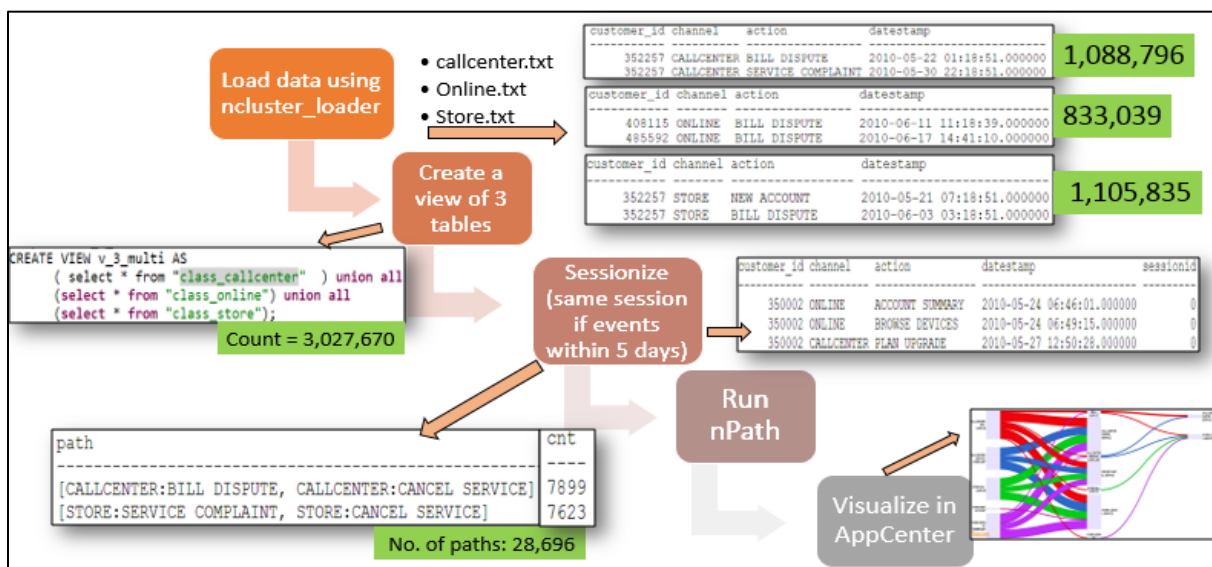 Load data using
ncluster_loader
• callcenter.txt
• Online.txt
• Store.txt
customer_id channel action datestamp
352257 CALLCENTER BILL DISPUTE 2010-05-22 01:18:51.000000
352257 CALLCENTER SERVICE COMPLAINT 2010-05-30 22:18:51.000000
1,088,796
customer_id channel action datestamp
408115 ONLINE BILL DISPUTE 2010-06-11 11:18:39.000000
485592 ONLINE BILL DISPUTE 2010-06-17 14:41:10.000000
833,039
customer_id channel action datestamp
352257 STORE NEW ACCOUNT 2010-05-21 07:18:51.000000
352257 STORE BILL DISPUTE 2010-06-03 03:18:51.000000
1,105,835
Create a
view of 3
tables
CREATE VIEW v_3_multi AS
( select * from "class_callcenter" ) union all
(select * from "class_online") union all
(select * from "class_store");
Count = 3,027,670
Sessionize
(same session
if events
within 5 days)
customer_id channel action datestamp sessionid
350002 ONLINE ACCOUNT SUMMARY 2010-05-24 06:46:01.000000 0
350002 ONLINE BROWSE DEVICES 2010-05-24 06:49:15.000000 0
350002 CALLCENTER PLAN UPGRADE 2010-05-27 12:50:28.000000 0
Run
nPath
path cnt
[CALLCENTER:BILL DISPUTE, CALLCENTER:CANCEL SERVICE] 7899
[STORE:SERVICE COMPLAINT, STORE:CANCEL SERVICE] 7623
No. of paths: 28,696
Visualize in
AppCenter